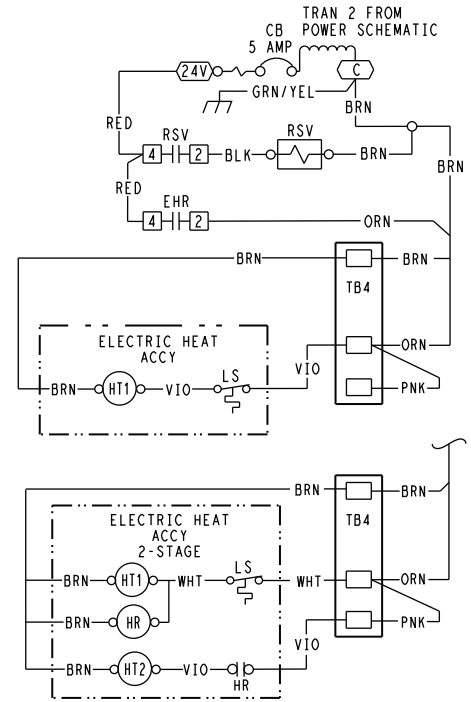 TRAN 2 FROM
POWER SCHEMATIC
CB
5 AMP
24V
C
GRN/YEL
BRN
RED
RSV
4
2
BLK
RSV
BRN
BRN
RED
EHR
4
2
ORN
BRN
BRN
TB4
ELECTRIC HEAT
ACCY
ORN
VIO
LS
BRN
HT1
VIO
PNK
BRN
BRN
TB4
ELECTRIC HEAT
ACCY
2-STAGE
LS
BRN
HT1
WHT
WHT
ORN
BRN
HR
PNK
VIO
BRN
HT2
VIO
HR